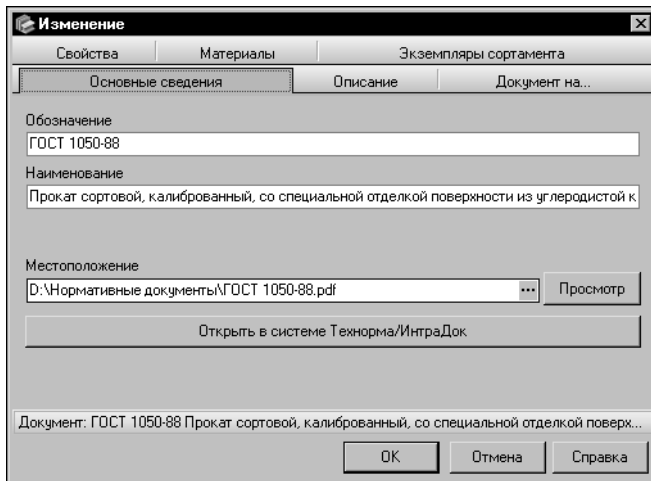 Изменение
Свойства Материалы Экземпляры сортамента
Основные сведения Описание Документ на...
Обозначение
ГОСТ 1050-88
Наименование
Прокат сортовой, калиброванный, со специальной отделкой поверхности из углеродистой к
Местоположение
D:\Нормативные документы\ГОСТ 1050-88.pdf ... Просмотр
Открыть в системе Технорма/ИнтраДок
Документ: ГОСТ 1050-88 Прокат сортовой, калиброванный, со специальной отделкой поверх...
OK Отмена Справка